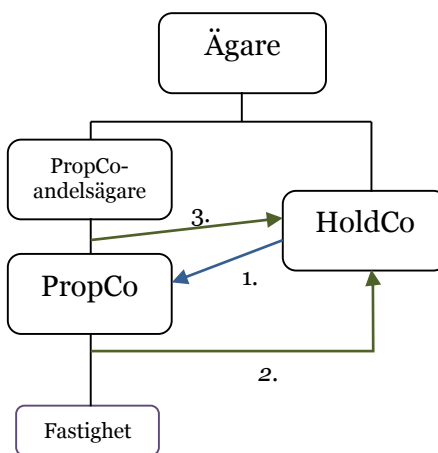 Ägare
PropCo-
andelsägare
3.
HoldCo
PropCo
1.
2.
Fastighet